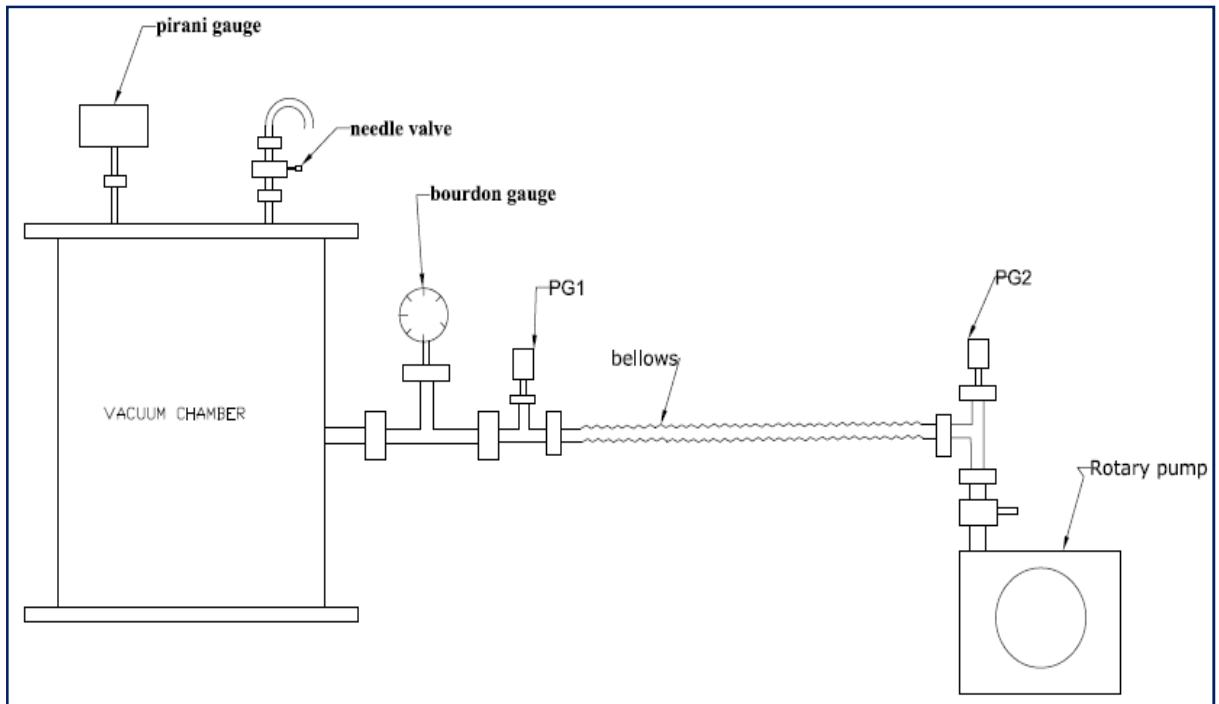 pirani gauge
needle valve
bourdon gauge
PG1
PG2
bellows
VACUUM CHAMBER
Rotary pump